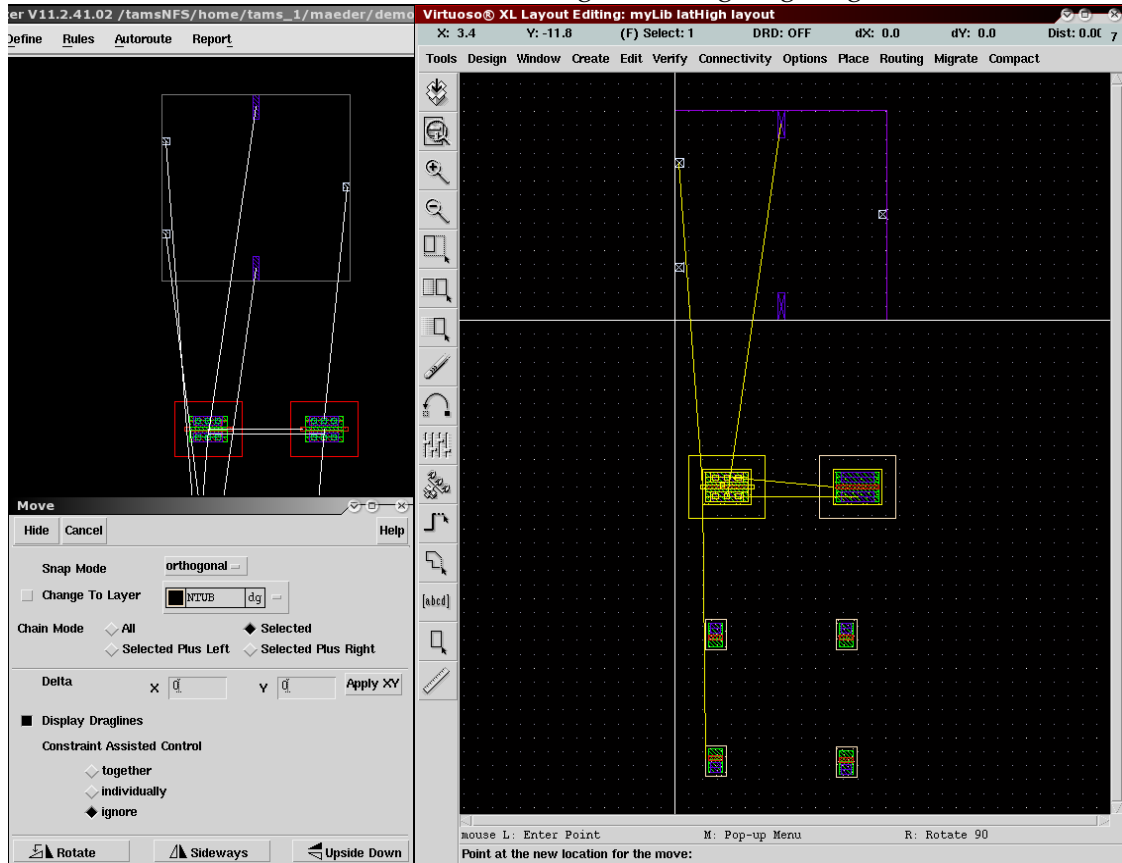 er V11.2.41.02 /tamsNFS/home/tams_1/maeder/demo
Define Rules Autoroute Report
Virtuoso® XL Layout Editing: myLib latHigh layout
X: 3.4 Y: -11.8 (F) Select: 1 DRD: OFF dX: 0.0 dY: 0.0 Dist: 0.0( 7
Tools Design Window Create Edit Verify Connectivity Options Place Routing Migrate Compact
[abcd]
Move
Hide Cancel Help
Snap Mode orthogonal
Change To Layer NTUB dg
Chain Mode All Selected
Selected Plus Left Selected Plus Right
Delta X 0 Y 0 Apply XY
Display Draglines
Constraint Assisted Control
together
individually
ignore
Rotate Sideways Upside Down
mouse L: Enter Point M: Pop-up Menu R: Rotate 90
Point at the new location for the move: